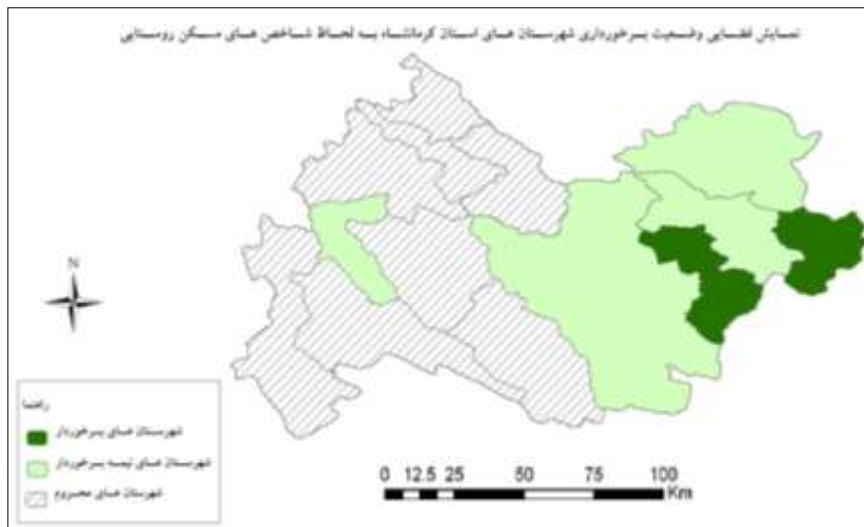 نمایش فضایی وضعیت برخورداری شهرستان های استان کرمانشاه به لحاظ شاخص های مسکن روستایی
N
راهنما
شهرستان های برخوردار
شهرستان های نیمه برخوردار
شهرستان های محروم
0 12.5 25 50 75 100
Km